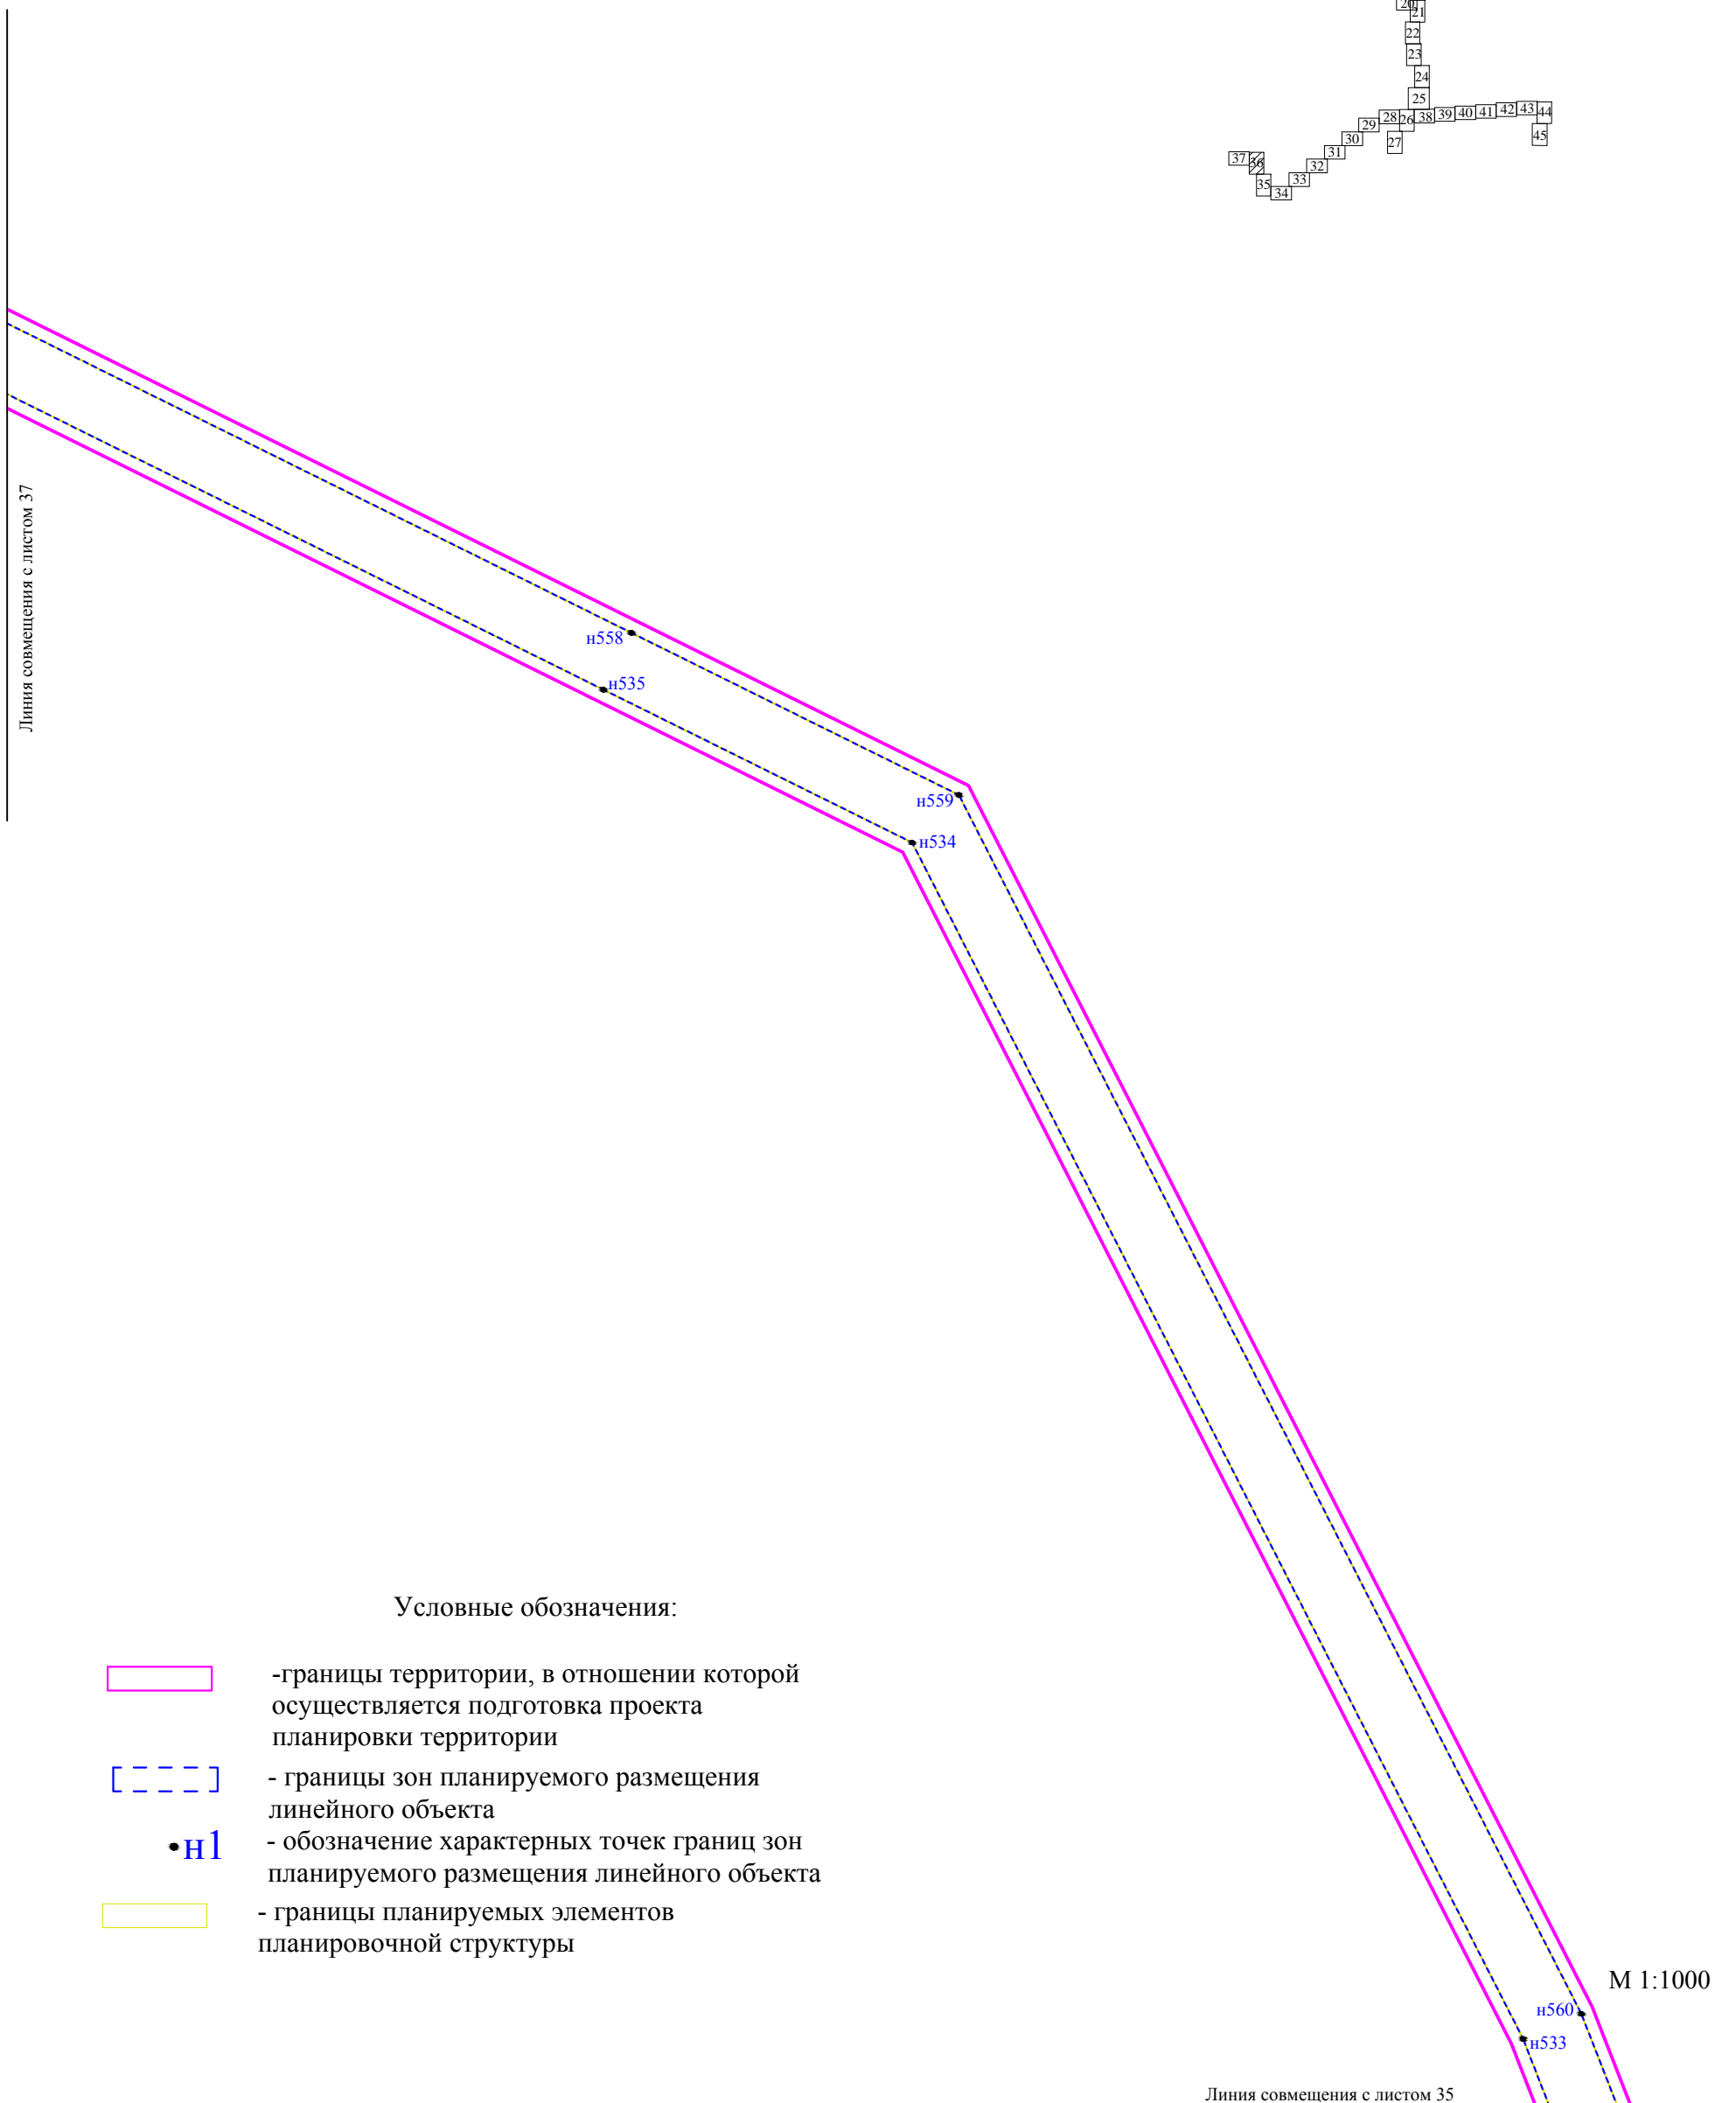 20
21
22
23
24
25
28 26 38 39 40 41 42 43 44
29
30 27 45
31
37 36 32
35 33
34
Линия совмещения с листом 37
н558
н535
н559
н534
Условные обозначения:
-границы территории, в отношении которой
осуществляется подготовка проекта
планировки территории
- границы зон планируемого размещения
линейного объекта
н1 - обозначение характерных точек границ зон
планируемого размещения линейного объекта
- границы планируемых элементов
планировочной структуры
М 1:1000
н560
н533
Линия совмещения с листом 35